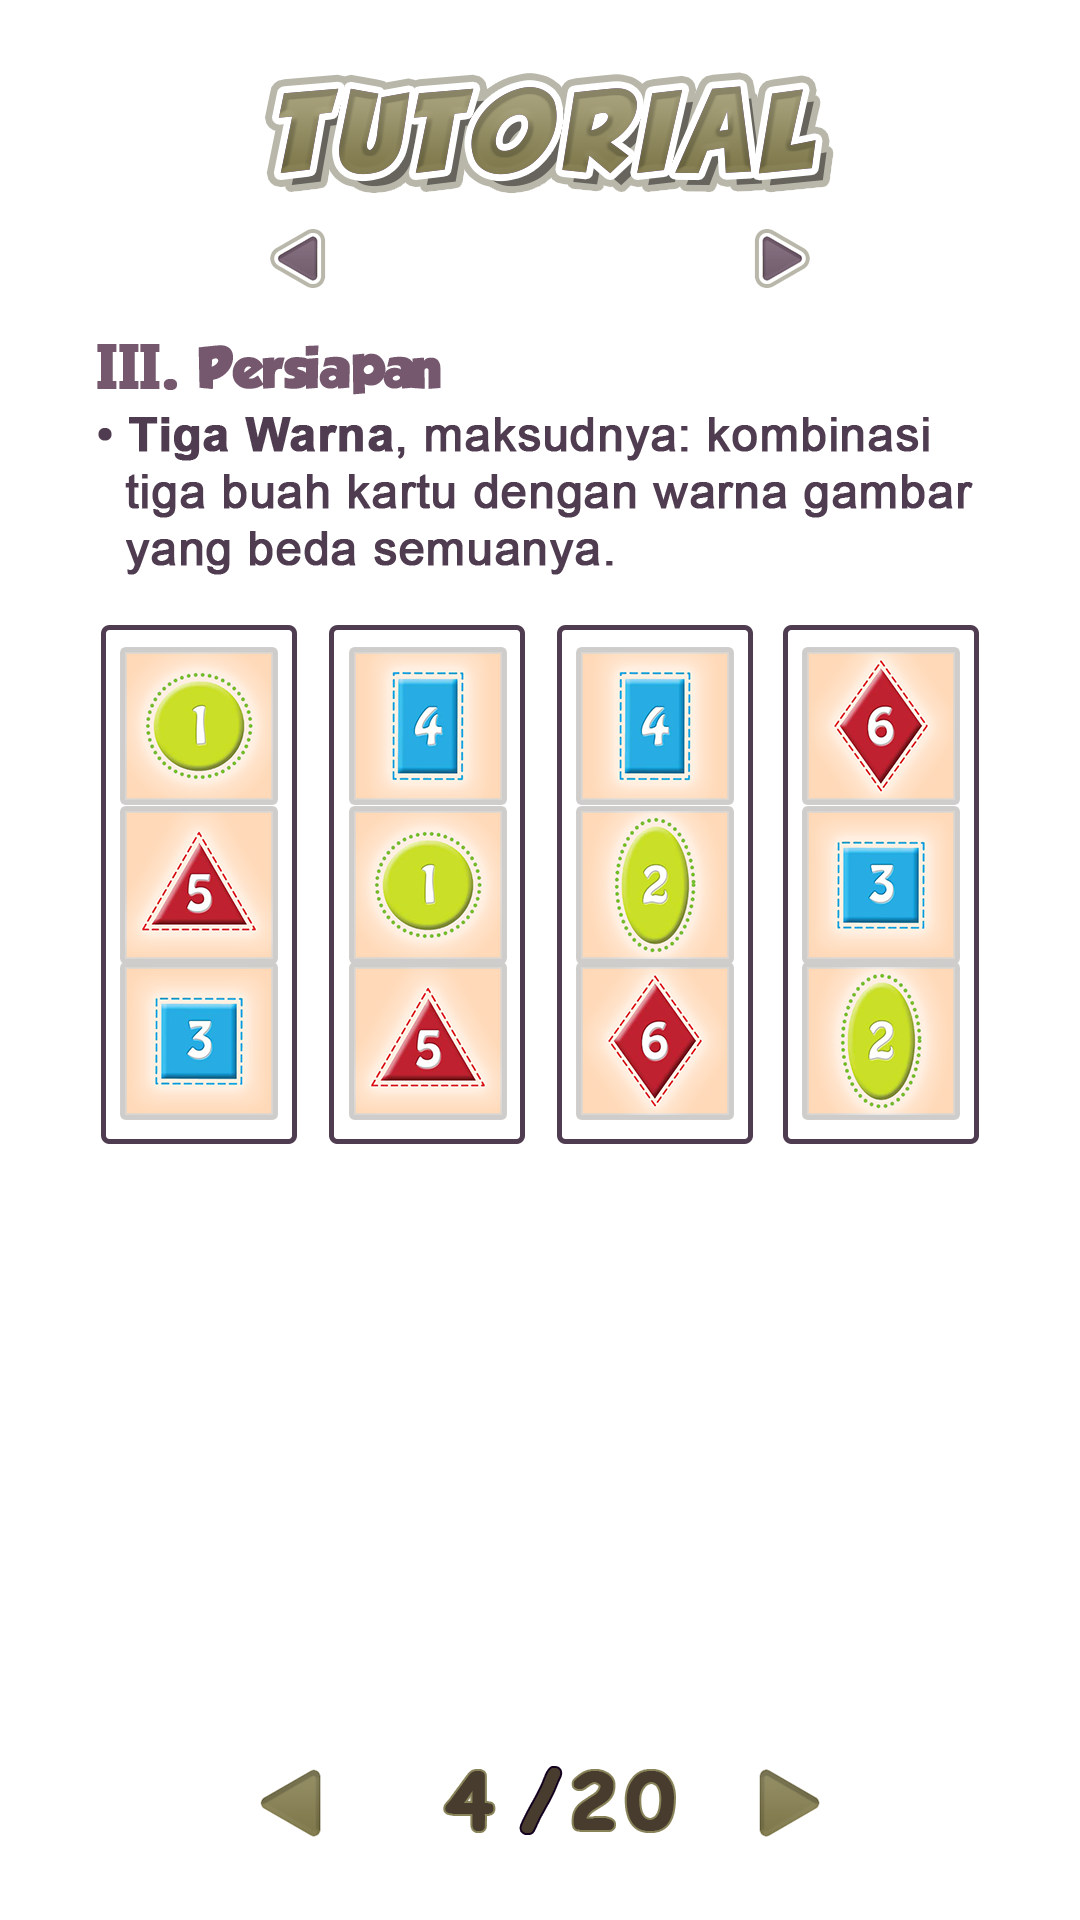 TUTORIAL
III. Persiapan
• Tiga Warna, maksudnya: kombinasi
tiga buah kartu dengan warna gambar
yang beda semuanya.
1 4 4 6
5 1 2 3
3 5 6 2
4 /20